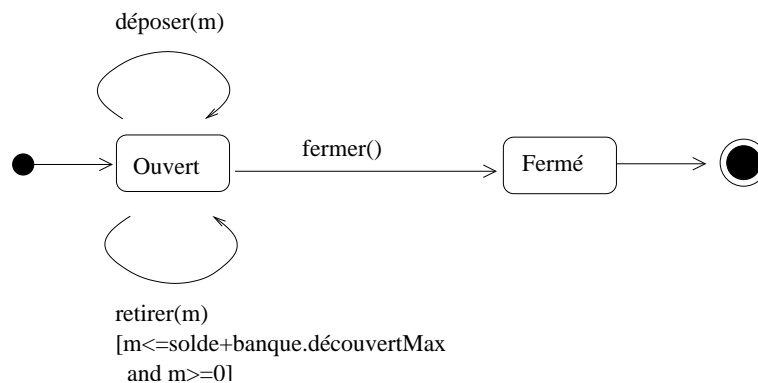 déposer(m)
Ouvert
fermer()
Fermé
retirer(m)
[m<=solde+banque.découvertMax
and m>=0]